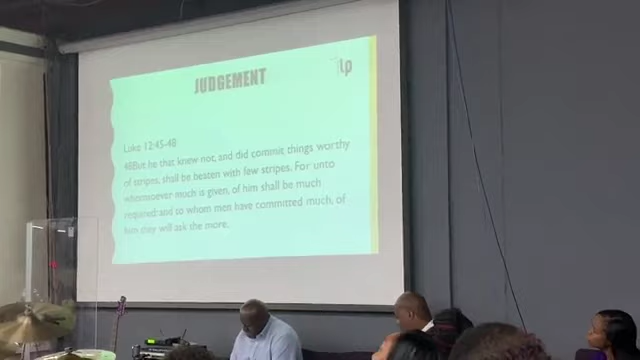 JUDGEMENT
lp
Luke 12:45-48
48But he that knew not, and did commit things worthy
of stripes, shall be beaten with few stripes. For unto
whomsoever much is given, of him shall be much
required: and to whom men have committed much, of
him they will ask the more.